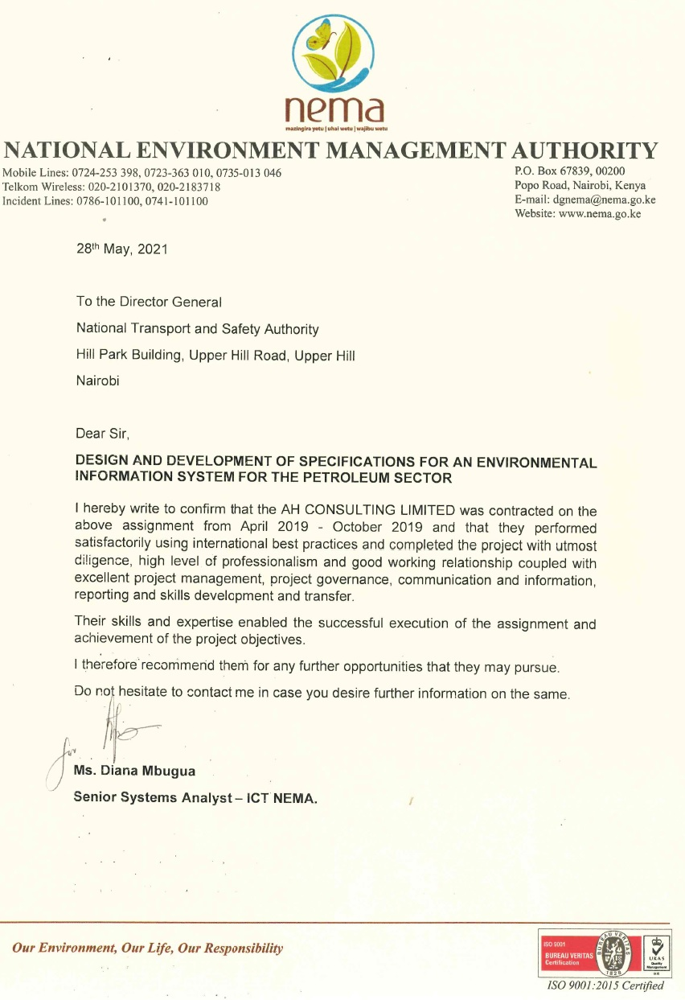 nema
mazingira yetu | uhai wetu | wajibu wetu
NATIONAL ENVIRONMENT MANAGEMENT AUTHORITY
Mobile Lines: 0724-253 398, 0723-363 010, 0735-013 046
Telkom Wireless: 020-2101370, 020-2183718
Incident Lines: 0786-101100, 0741-101100
P.O. Box 67839, 00200
Popo Road, Nairobi, Kenya
E-mail: dgnema@nema.go.ke
Website: www.nema.go.ke
28th May, 2021
To the Director General
National Transport and Safety Authority
Hill Park Building, Upper Hill Road, Upper Hill
Nairobi
Dear Sir,
DESIGN AND DEVELOPMENT OF SPECIFICATIONS FOR AN ENVIRONMENTAL
INFORMATION SYSTEM FOR THE PETROLEUM SECTOR
I hereby write to confirm that the AH CONSULTING LIMITED was contracted on the
above assignment from April 2019 - October 2019 and that they performed
satisfactorily using international best practices and completed the project with utmost
diligence, high level of professionalism and good working relationship coupled with
excellent project management, project governance, communication and information,
reporting and skills development and transfer.
Their skills and expertise enabled the successful execution of the assignment and
achievement of the project objectives.
I therefore recommend them for any further opportunities that they may pursue.
Do not hesitate to contact me in case you desire further information on the same.
for
Ms. Diana Mbugua
Senior Systems Analyst – ICT NEMA.
Our Environment, Our Life, Our Responsibility
ISO 9001
BUREAU VERITAS
Certification
BUREAU VERITAS
1828
UKAS
Quality
Management
ISO 9001:2015 Certified